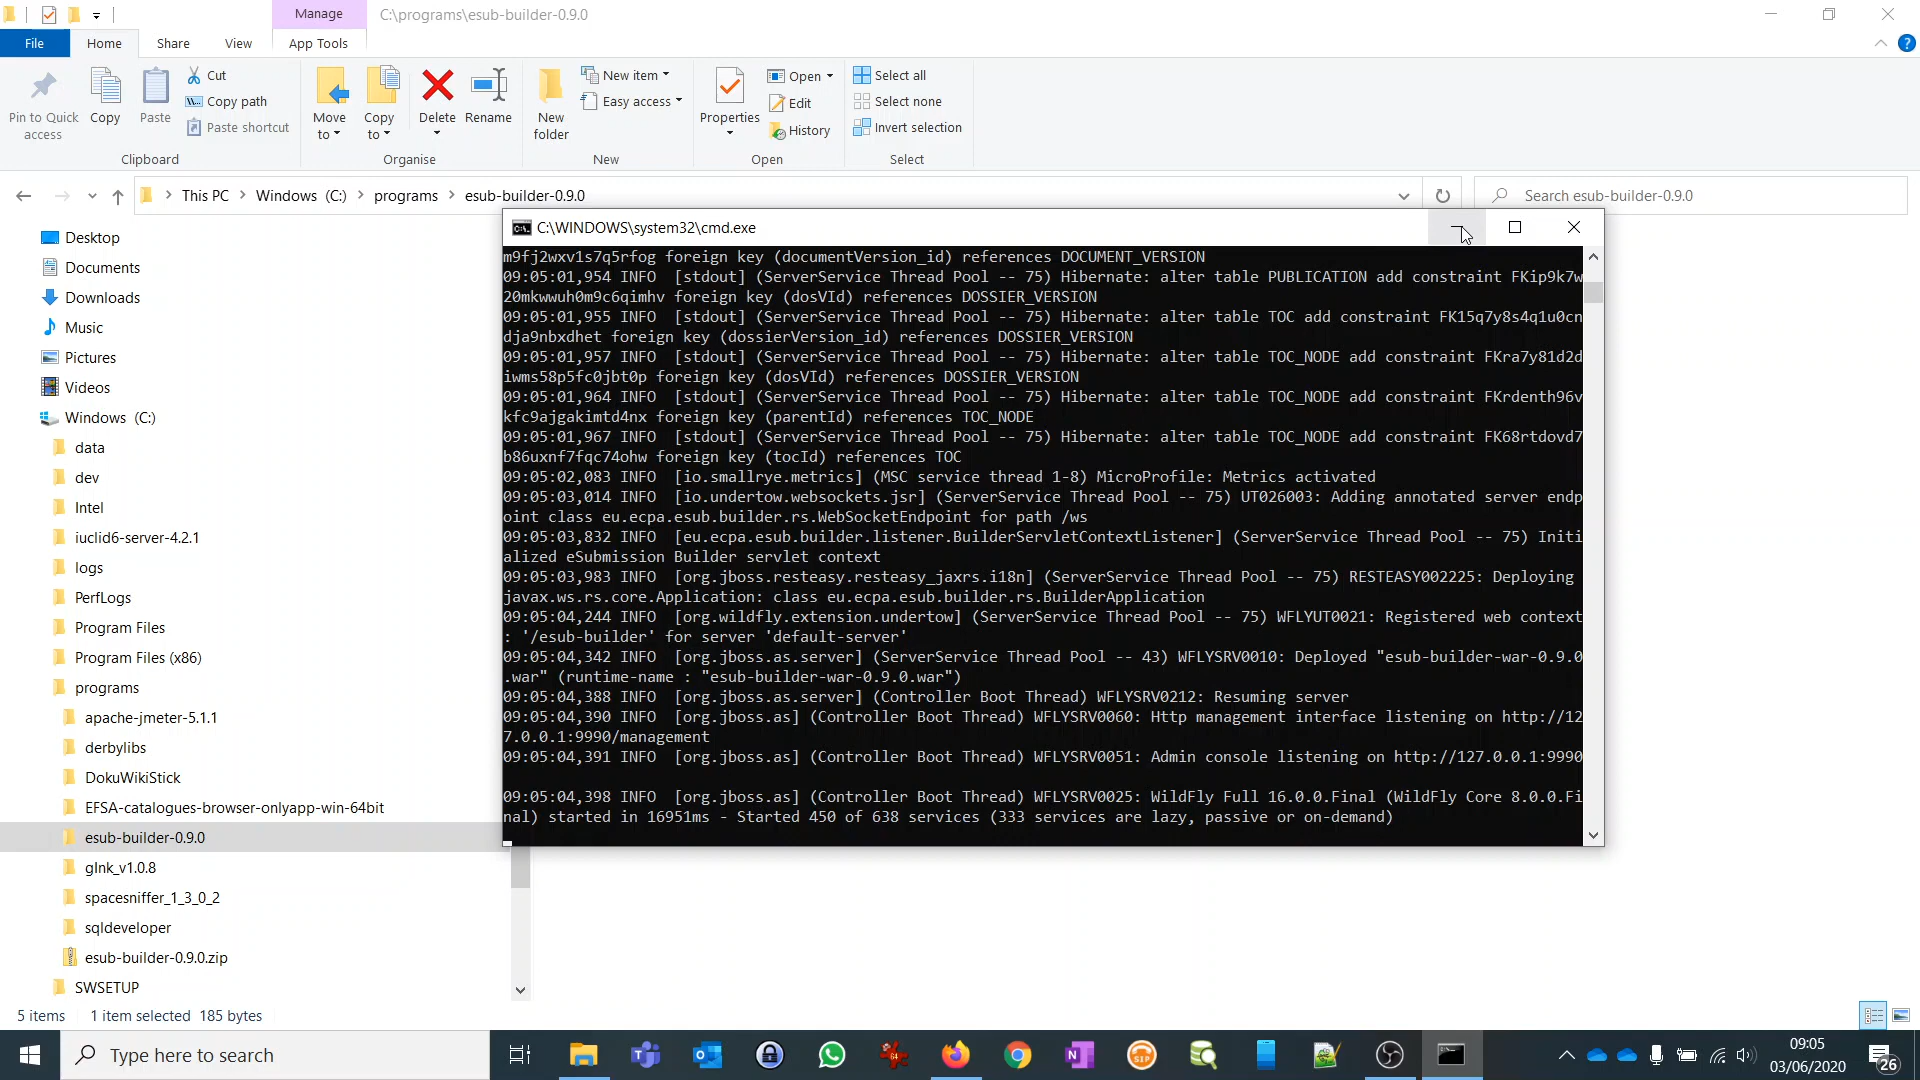 Manage
C:\programs\esub-builder-0.9.0
File
Home
Share
View
App Tools
Pin to Quick
access
Copy
Paste
Cut
Copy path
Paste shortcut
Move
to
Copy
to
Delete
Rename
New
folder
New item
Easy access
Properties
Open
Edit
History
Select all
Select none
Invert selection
Clipboard
Organise
New
Open
Select
This PC
Windows (C:)
programs
esub-builder-0.9.0
Search esub-builder-0.9.0
Desktop
Documents
Downloads
Music
Pictures
Videos
Windows (C:)
data
dev
Intel
iuclid6-server-4.2.1
logs
PerfLogs
Program Files
Program Files (x86)
programs
apache-jmeter-5.1.1
derbylibs
DokuWikiStick
EFSA-catalogues-browser-onlyapp-win-64bit
esub-builder-0.9.0
gInk_v1.0.8
spacesniffer_1_3_0_2
sqldeveloper
esub-builder-0.9.0.zip
SWSETUP
C:\WINDOWS\system32\cmd.exe
m9fj2wxv1s7q5rfog foreign key (documentVersion_id) references DOCUMENT_VERSION
09:05:01,954 INFO  [stdout] (ServerService Thread Pool -- 75) Hibernate: alter table PUBLICATION add constraint FKip9k7w
20mkwwuh0m9c6qimhv foreign key (dosVId) references DOSSIER_VERSION
09:05:01,955 INFO  [stdout] (ServerService Thread Pool -- 75) Hibernate: alter table TOC add constraint FK15q7y8s4q1u0cn
dja9nbxdhet foreign key (dossierVersion_id) references DOSSIER_VERSION
09:05:01,957 INFO  [stdout] (ServerService Thread Pool -- 75) Hibernate: alter table TOC_NODE add constraint FKra7y81d2d
iwms58p5fc0jbt0p foreign key (dosVId) references DOSSIER_VERSION
09:05:01,964 INFO  [stdout] (ServerService Thread Pool -- 75) Hibernate: alter table TOC_NODE add constraint FKrdenth96v
kfc9ajgakimtd4nx foreign key (parentId) references TOC_NODE
09:05:01,967 INFO  [stdout] (ServerService Thread Pool -- 75) Hibernate: alter table TOC_NODE add constraint FK68rtdovd7
b86uxnf7fqc74ohw foreign key (tocId) references TOC
09:05:02,083 INFO  [io.smallrye.metrics] (MSC service thread 1-8) MicroProfile: Metrics activated
09:05:03,014 INFO  [io.undertow.websockets.jsr] (ServerService Thread Pool -- 75) UT026003: Adding annotated server endp
oint class eu.ecpa.esub.builder.rs.WebSocketEndpoint for path /ws
09:05:03,832 INFO  [eu.ecpa.esub.builder.listener.BuilderServletContextListener] (ServerService Thread Pool -- 75) Initi
alized eSubmission Builder servlet context
09:05:03,983 INFO  [org.jboss.resteasy.resteasy_jaxrs.i18n] (ServerService Thread Pool -- 75) RESTEASY002225: Deploying
javax.ws.rs.core.Application: class eu.ecpa.esub.builder.rs.BuilderApplication
09:05:04,244 INFO  [org.wildfly.extension.undertow] (ServerService Thread Pool -- 75) WFLYUT0021: Registered web context
: '/esub-builder' for server 'default-server'
09:05:04,342 INFO  [org.jboss.as.server] (ServerService Thread Pool -- 43) WFLYSRV0010: Deployed "esub-builder-war-0.9.0
.war" (runtime-name : "esub-builder-war-0.9.0.war")
09:05:04,388 INFO  [org.jboss.as.server] (Controller Boot Thread) WFLYSRV0212: Resuming server
09:05:04,390 INFO  [org.jboss.as] (Controller Boot Thread) WFLYSRV0060: Http management interface listening on http://12
7.0.0.1:9990/management
09:05:04,391 INFO  [org.jboss.as] (Controller Boot Thread) WFLYSRV0051: Admin console listening on http://127.0.0.1:9990
09:05:04,398 INFO  [org.jboss.as] (Controller Boot Thread) WFLYSRV0025: WildFly Full 16.0.0.Final (WildFly Core 8.0.0.Fi
nal) started in 16951ms - Started 450 of 638 services (333 services are lazy, passive or on-demand)
5 items
1 item selected 185 bytes
Type here to search
09:05
03/06/2020
26